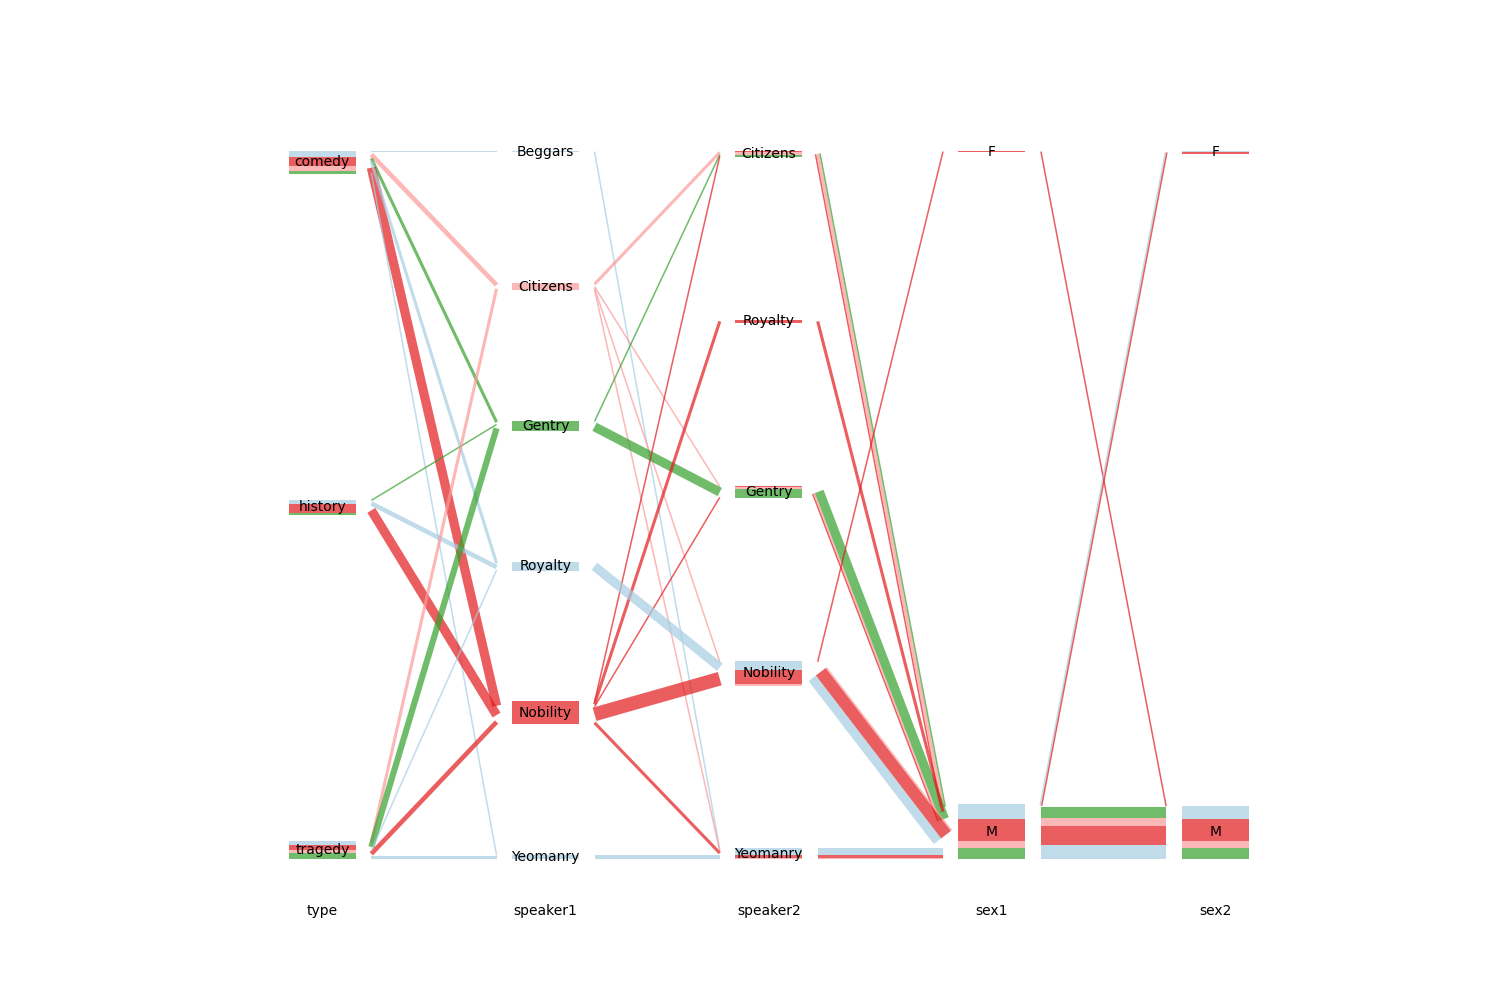 comedy
history
tragedy
Beggars
Citizens
Gentry
Royalty
Nobility
Yeomanry
Citizens
Royalty
Gentry
Nobility
Yeomanry
F
M
F
M
type
speaker1
speaker2
sex1
sex2